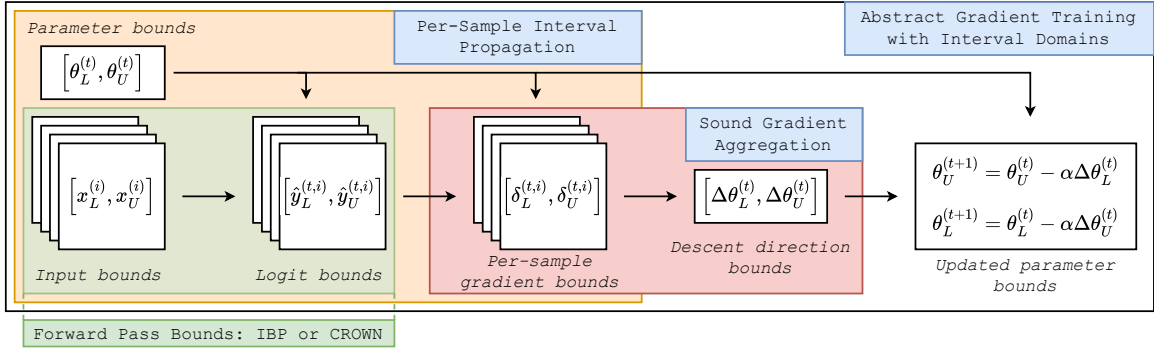 Parameter bounds
Per-Sample Interval
Propagation
Abstract Gradient Training
with Interval Domains
[θ_L^{(t)}, θ_U^{(t)}]
Sound Gradient
Aggregation
[x_L^{(i)}, x_U^{(i)}]
[ŷ_L^{(t,i)}, ŷ_U^{(t,i)}]
[δ_L^{(t,i)}, δ_U^{(t,i)}]
[Δθ_L^{(t)}, Δθ_U^{(t)}]
θ_U^{(t+1)} = θ_U^{(t)} − αΔθ_L^{(t)}
θ_L^{(t+1)} = θ_L^{(t)} − αΔθ_U^{(t)}
Input bounds
Logit bounds
Per-sample
gradient bounds
Descent direction
bounds
Updated parameter
bounds
Forward Pass Bounds: IBP or CROWN